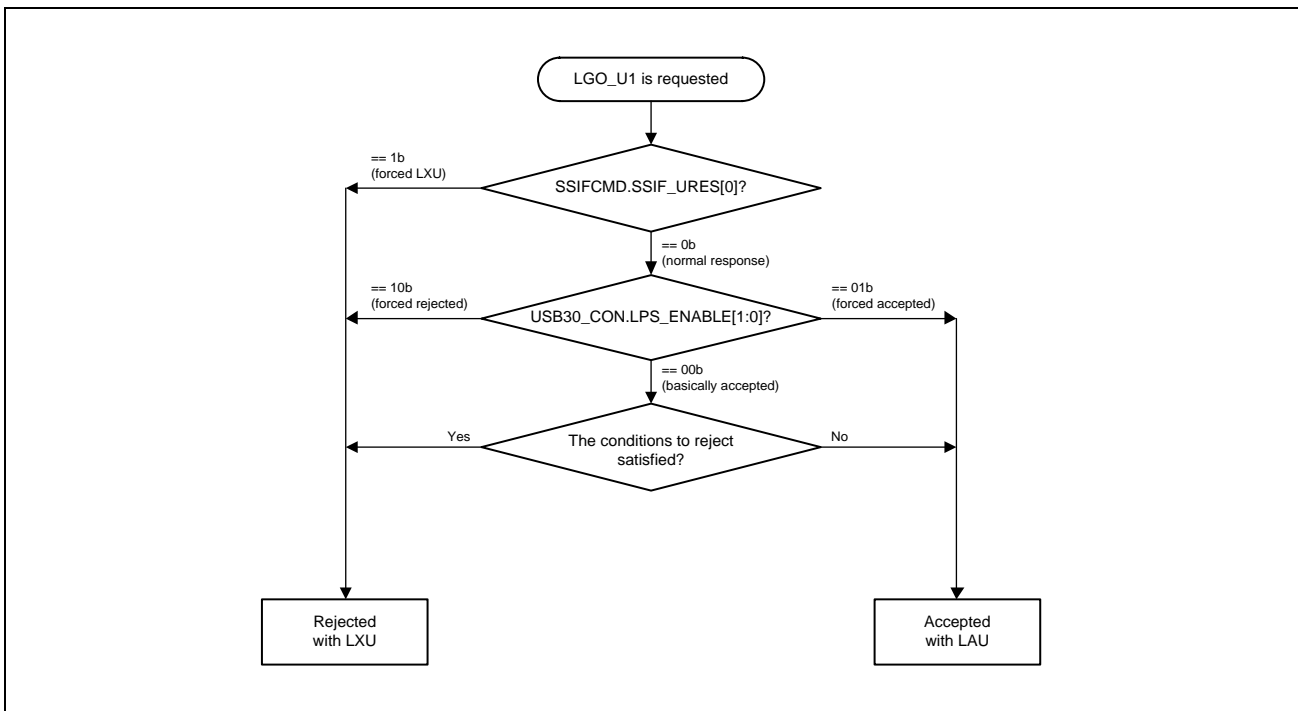 LGO_U1 is requested
== 1b
(forced LXU)
SSIFCMD.SSIF_URES[0]?
== 0b
(normal response)
== 10b
(forced rejected)
USB30_CON.LPS_ENABLE[1:0]?
== 01b
(forced accepted)
== 00b
(basically accepted)
Yes
The conditions to reject
satisfied?
No
Rejected
with LXU
Accepted
with LAU